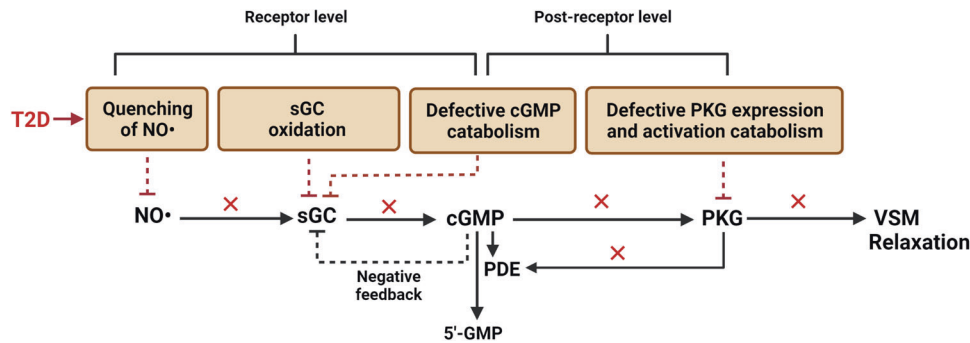 Receptor level
Post-receptor level
T2D
Quenching
of NO•
sGC
oxidation
Defective cGMP
catabolism
Defective PKG expression
and activation catabolism
NO•
sGC
cGMP
PKG
VSM
Relaxation
Negative
feedback
PDE
5'-GMP